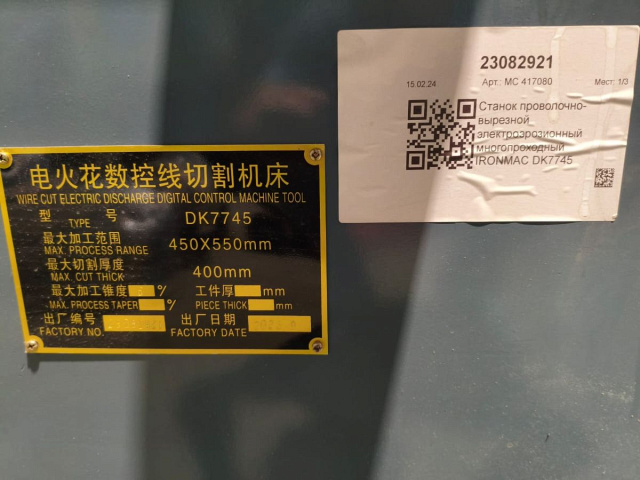 电火花数控线切割机床
WIRE CUT ELECTRIC DISCHARGE DIGITAL CONTROL MACHINE TOOL
型 号 DK7745
TYPE
最大加工范围 450X550mm
MAX. PROCESS RANGE
最大切割厚度 400mm
MAX. CUT THICK
最大加工锥度 % 工件厚 mm
MAX. PROCESS TAPER % PIECE THICK mm
出厂编号 出厂日期
FACTORY NO. FACTORY DATE
23082921
15.02.24 Арт.: МС 417080 Мест: 1/3
Станок проволочно-
вырезной
электроэрозионный
многопроходный
IRONMAC DK7745